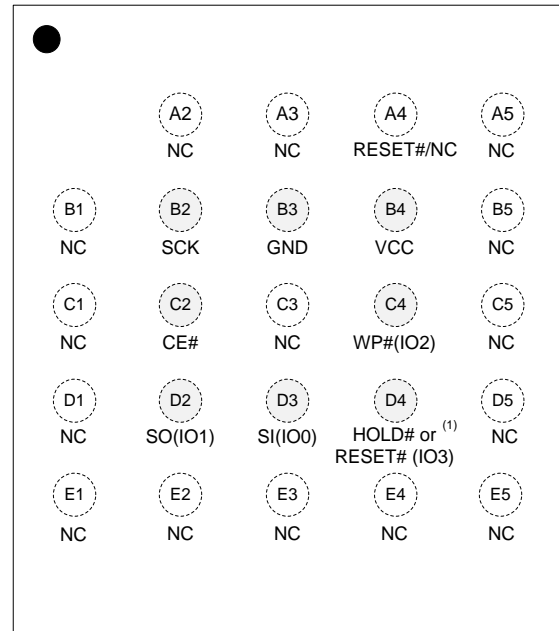 A2 A3 A4 A5
NC NC RESET#/NC NC
B1 B2 B3 B4 B5
NC SCK GND VCC NC
C1 C2 C3 C4 C5
NC CE# NC WP#(IO2) NC
D1 D2 D3 D4 D5
NC SO(IO1) SI(IO0) HOLD# or (1) NC
RESET# (IO3)
E1 E2 E3 E4 E5
NC NC NC NC NC